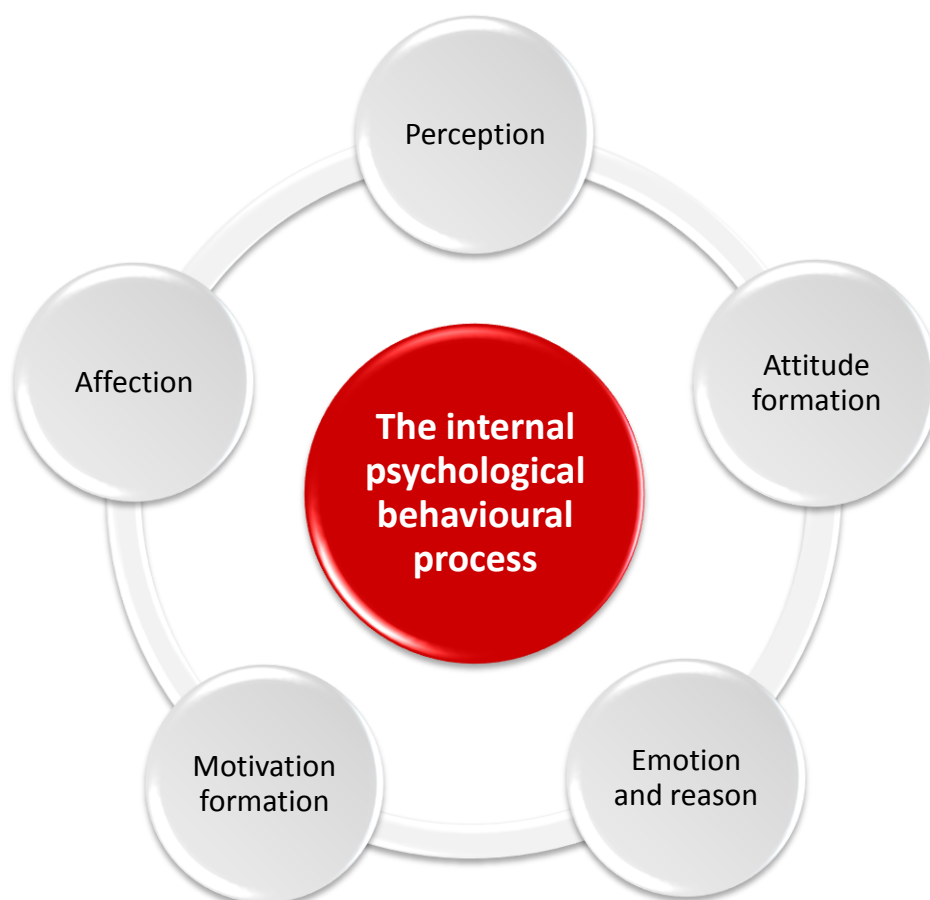 Perception
Attitude
formation
Emotion
and reason
Motivation
formation
Affection
The internal
psychological
behavioural
process